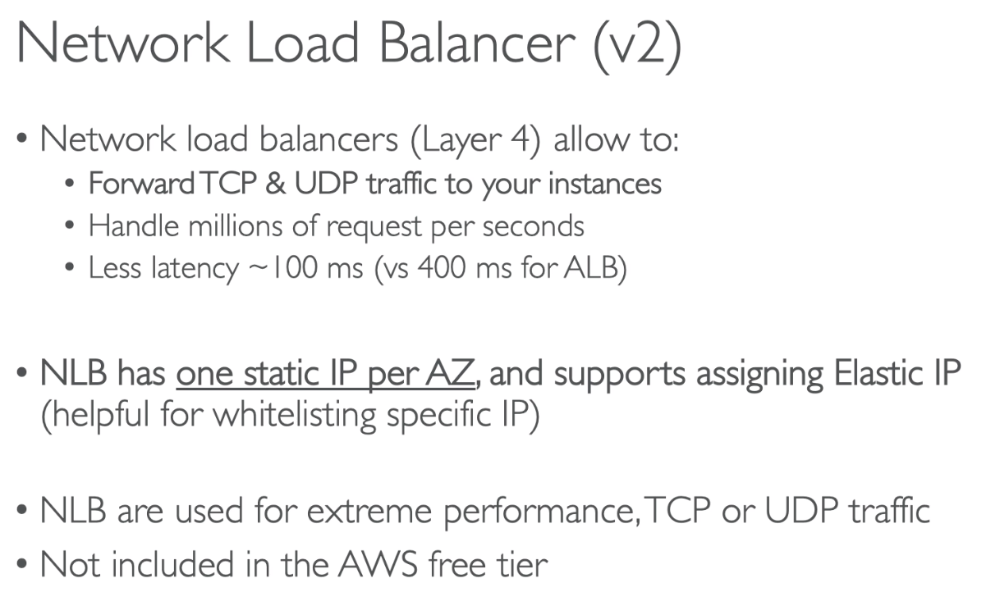 Network Load Balancer (v2)
• Network load balancers (Layer 4) allow to:
• Forward TCP & UDP traffic to your instances
• Handle millions of request per seconds
• Less latency ~100 ms (vs 400 ms for ALB)
• NLB has one static IP per AZ, and supports assigning Elastic IP
(helpful for whitelisting specific IP)
• NLB are used for extreme performance, TCP or UDP traffic
• Not included in the AWS free tier